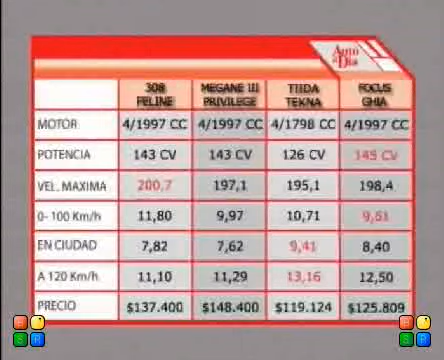 Auto al Dia
308 FELINE MEGANE III PRIVILEGE TIIDA TEKNA FOCUS GHIA
MOTOR 4/1997 CC 4/1997 CC 4/1798 CC 4/1997 CC
POTENCIA 143 CV 143 CV 126 CV 145 CV
VEL. MAXIMA 200,7 197,1 195,1 198,4
0- 100 Km/h 11,80 9,97 10,71 9,61
EN CIUDAD 7,82 7,62 9,41 8,40
A 120 Km/h 11,10 11,29 13,16 12,50
PRECIO $137.400 $148.400 $119.124 $125.809